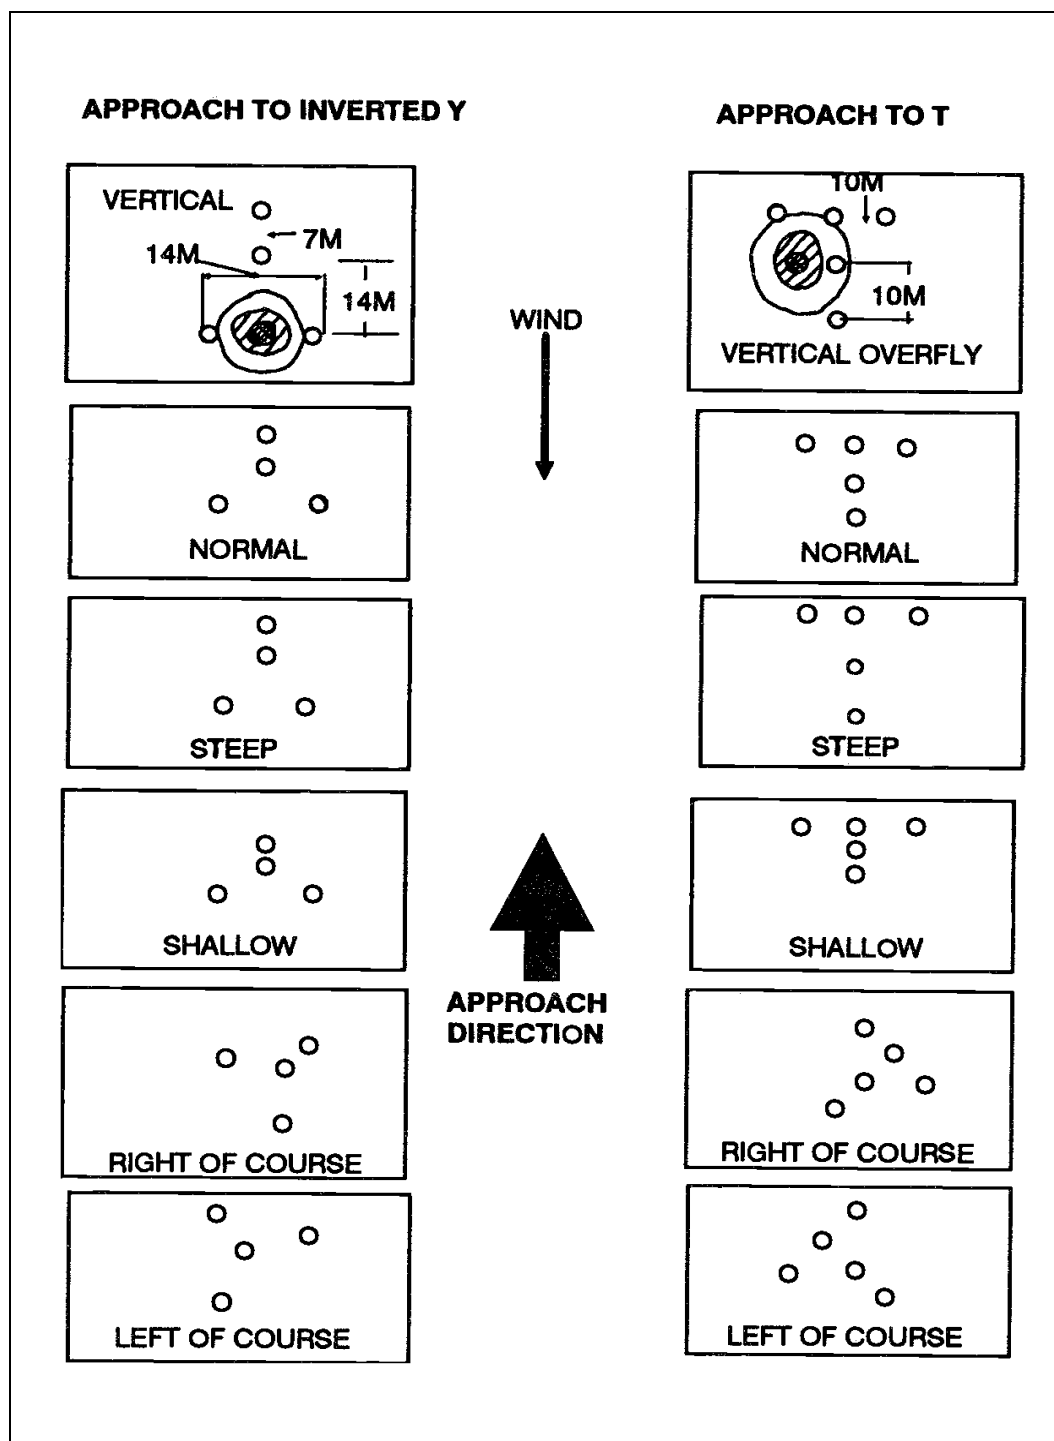 APPROACH TO INVERTED Y
VERTICAL
7M
14M
14M
NORMAL
STEEP
SHALLOW
RIGHT OF COURSE
LEFT OF COURSE
WIND
APPROACH
DIRECTION
APPROACH TO T
10M
10M
VERTICAL OVERFLY
NORMAL
STEEP
SHALLOW
RIGHT OF COURSE
LEFT OF COURSE